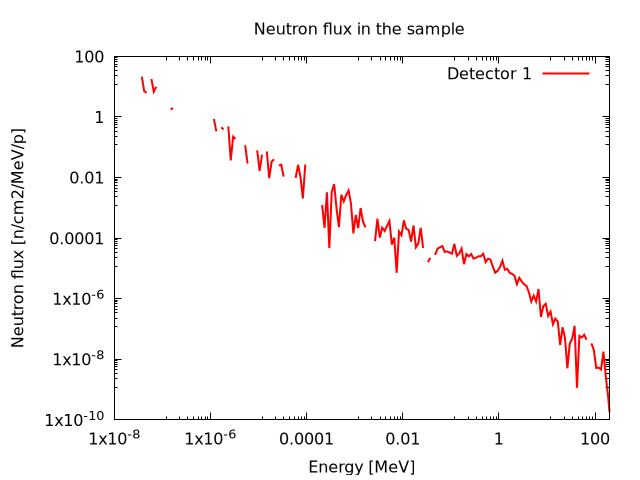 Neutron flux in the sample
Detector 1
Neutron flux [n/cm2/MeV/p]
100
1
0.01
0.0001
1x10^-6
1x10^-8
1x10^-10
1x10^-8 1x10^-6 0.0001 0.01 1 100
Energy [MeV]